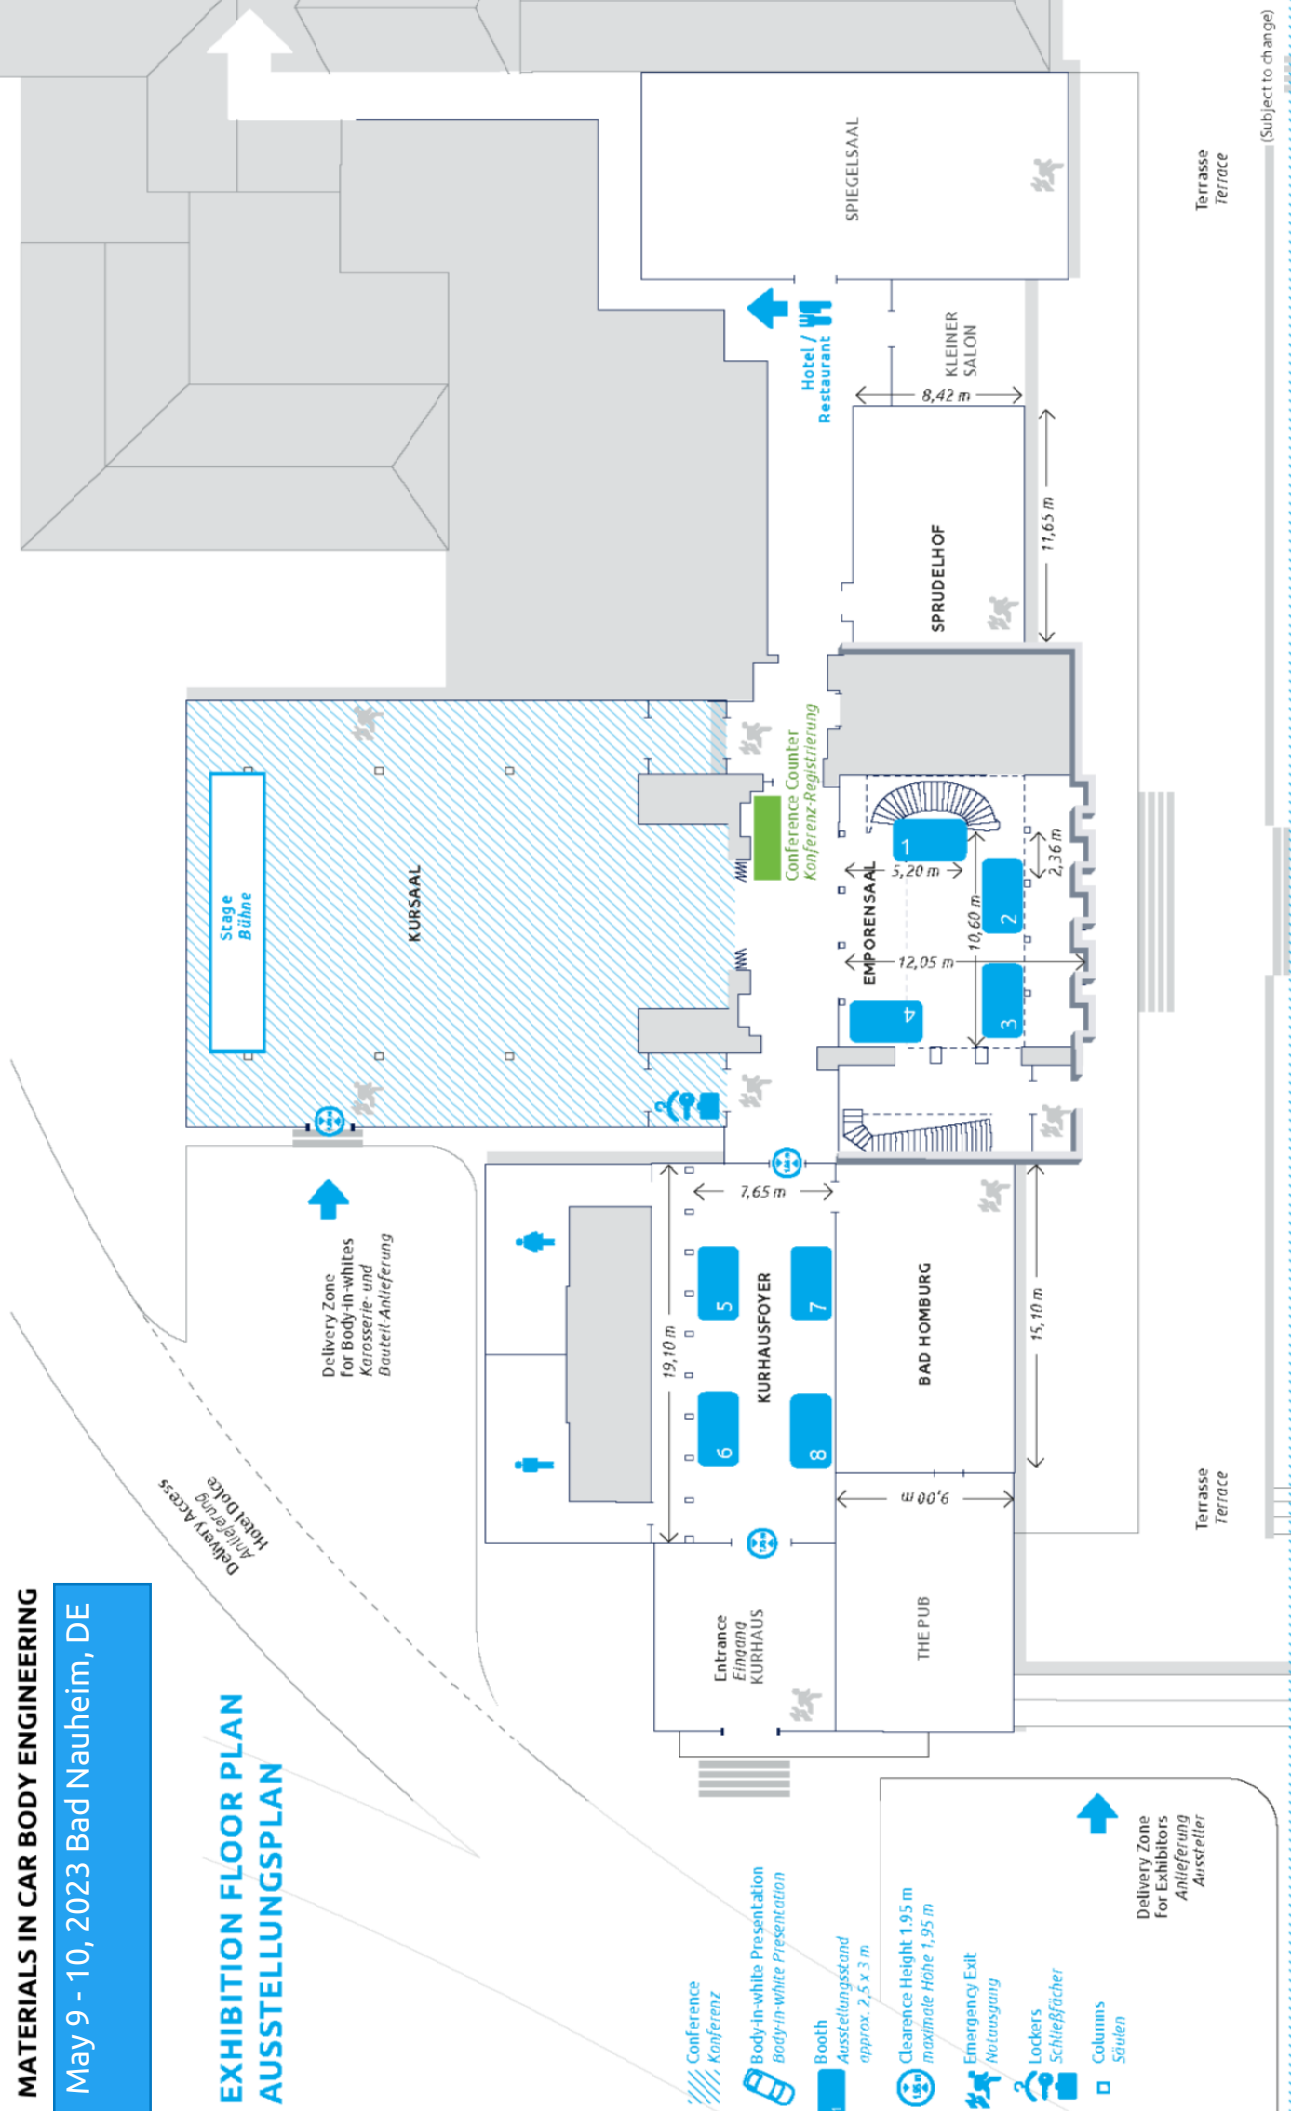 MATERIALS IN CAR BODY ENGINEERING
May 9 - 10, 2023 Bad Nauheim, DE
EXHIBITION FLOOR PLAN
AUSSTELLUNGSPLAN
Delivery Access
Anlieferung
Hotel Dolce
Delivery Zone
for Body-in-whites
Karosserie- und
Bauteil-Anlieferung
Stage
Bühne
KURSAAL
Conference Counter
Konferenz-Registrierung
Hotel /
Restaurant
SPIEGELSAAL
KLEINER
SALON
8,42 m
SPRUDELHOF
11,65 m
EMPORENSAAL
1
2
3
4
5,20 m
10,60 m
12,05 m
2,36 m
7,65 m
19,10 m
KURHAUSFOYER
5
6
7
8
BAD HOMBURG
15,10 m
9,00 m
Entrance
Eingang
KURHAUS
THE PUB
Terrasse
Terrace
Terrasse
Terrace
(Subject to change)
Delivery Zone
for Exhibitors
Anlieferung
Aussteller
Conference
Konferenz
Body-in-white Presentation
Body-in-white Presentation
1
Booth
Ausstellungsstand
approx. 2,5 x 3 m
1.95 m
Clearence Height 1.95 m
maximale Höhe 1,95 m
Emergency Exit
Notausgang
Lockers
Schließfächer
Columns
Säulen